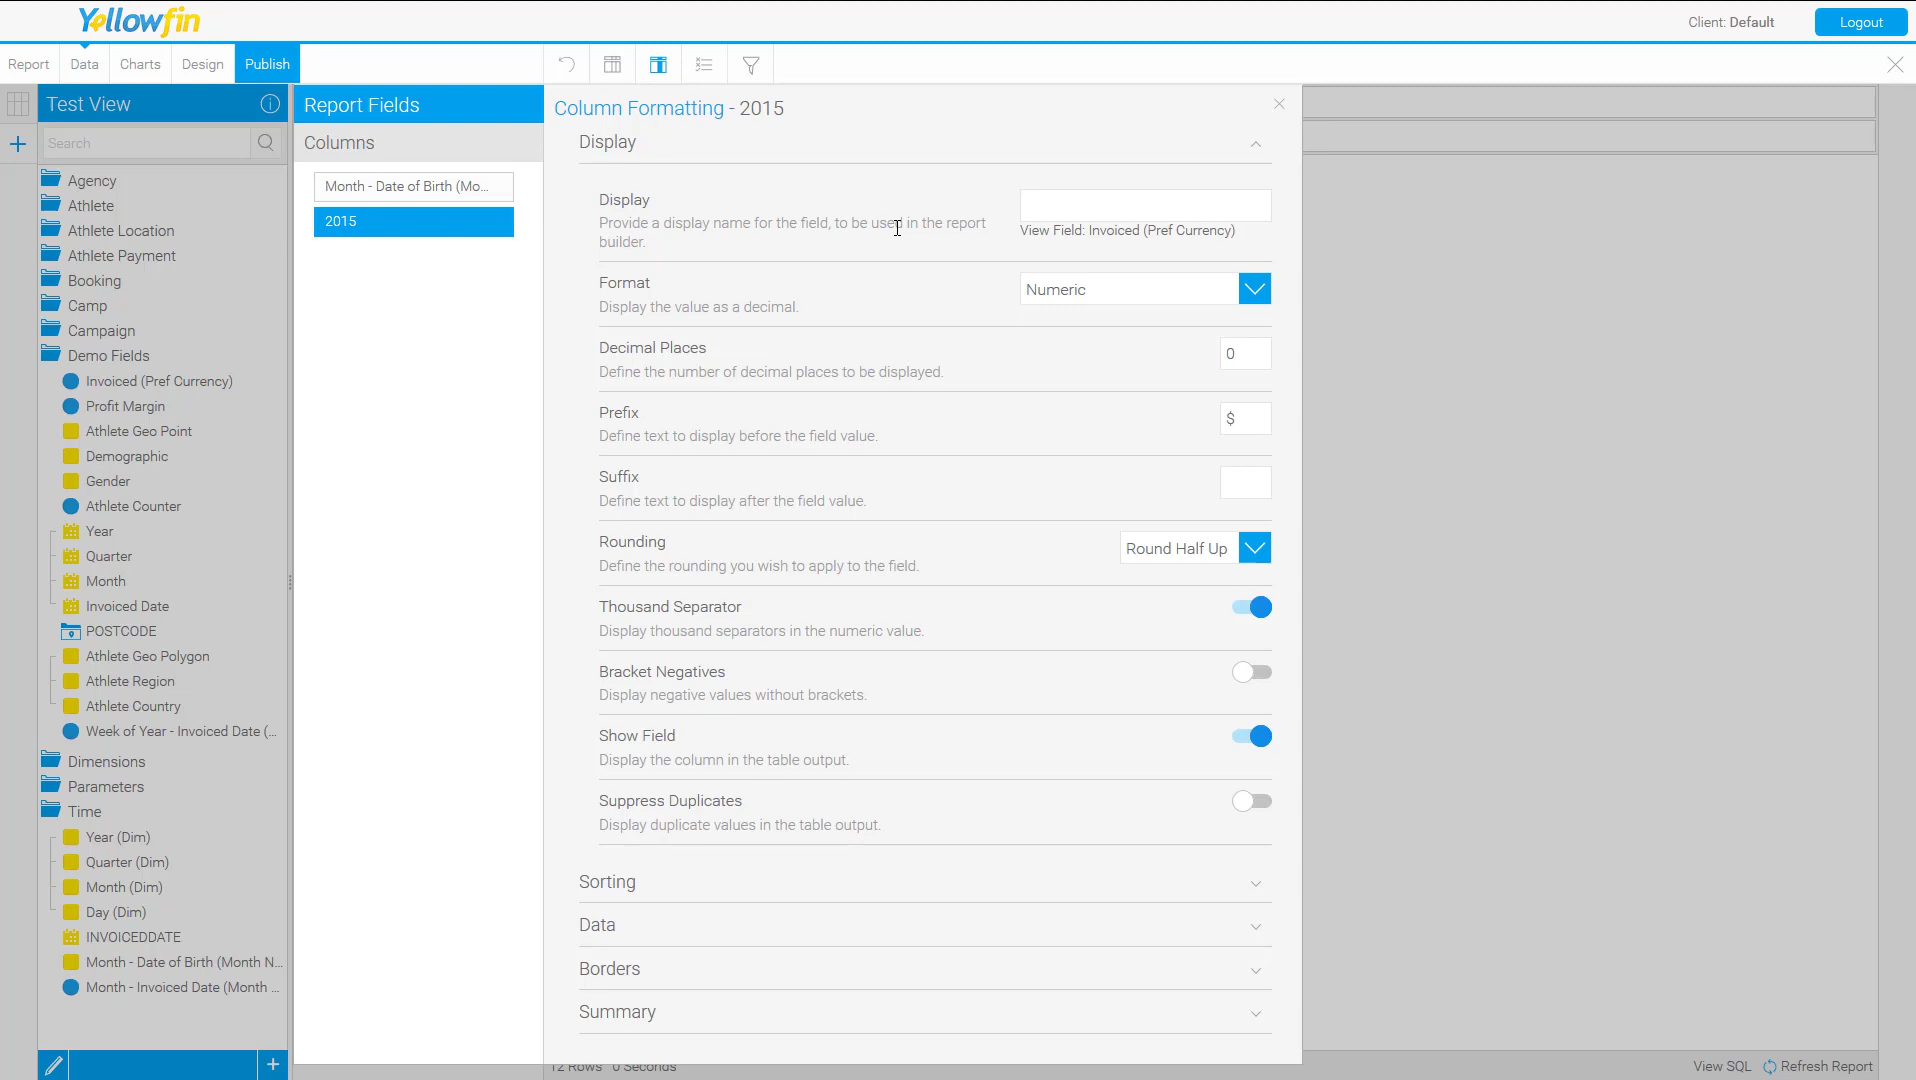 Yellowfin
Client: Default
Logout
Report
Data
Charts
Design
Publish
Test View
Search
Agency
Athlete
Athlete Location
Athlete Payment
Booking
Camp
Campaign
Demo Fields
Invoiced (Pref Currency)
Profit Margin
Athlete Geo Point
Demographic
Gender
Athlete Counter
Year
Quarter
Month
Invoiced Date
POSTCODE
Athlete Geo Polygon
Athlete Region
Athlete Country
Week of Year - Invoiced Date (...
Dimensions
Parameters
Time
Year (Dim)
Quarter (Dim)
Month (Dim)
Day (Dim)
INVOICEDDATE
Month - Date of Birth (Month N...
Month - Invoiced Date (Month ...
Report Fields
Columns
Month - Date of Birth (Mo...
2015
Column Formatting - 2015
Display
Display
Provide a display name for the field, to be used in the report
builder.
View Field: Invoiced (Pref Currency)
Format
Display the value as a decimal.
Numeric
Decimal Places
Define the number of decimal places to be displayed.
0
Prefix
Define text to display before the field value.
$
Suffix
Define text to display after the field value.
Rounding
Define the rounding you wish to apply to the field.
Round Half Up
Thousand Separator
Display thousand separators in the numeric value.
Bracket Negatives
Display negative values without brackets.
Show Field
Display the column in the table output.
Suppress Duplicates
Display duplicate values in the table output.
Sorting
Data
Borders
Summary
12 Rows 0 Seconds
View SQL
Refresh Report